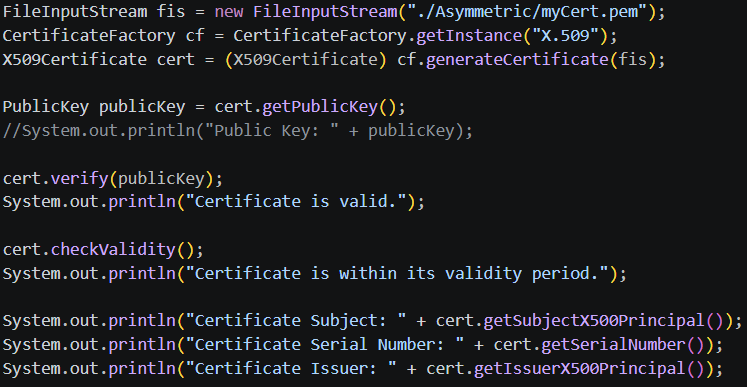 FileInputStream fis = new FileInputStream("./Asymmetric/myCert.pem");
CertificateFactory cf = CertificateFactory.getInstance("X.509");
X509Certificate cert = (X509Certificate) cf.generateCertificate(fis);
PublicKey publicKey = cert.getPublicKey();
//System.out.println("Public Key: " + publicKey);
cert.verify(publicKey);
System.out.println("Certificate is valid.");
cert.checkValidity();
System.out.println("Certificate is within its validity period.");
System.out.println("Certificate Subject: " + cert.getSubjectX500Principal());
System.out.println("Certificate Serial Number: " + cert.getSerialNumber());
System.out.println("Certificate Issuer: " + cert.getIssuerX500Principal());